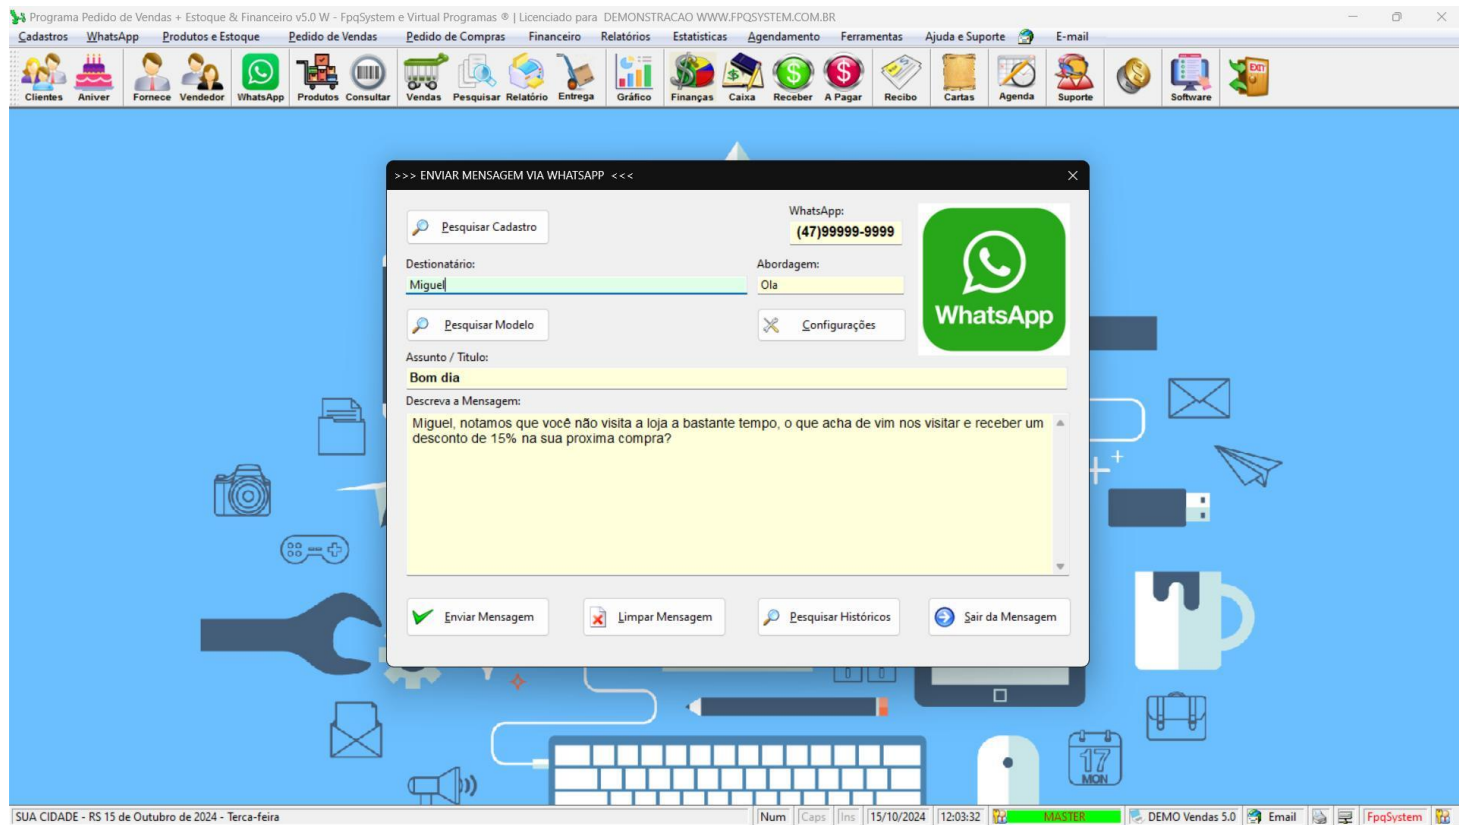 Programa Pedido de Vendas + Estoque & Financeiro v5.0 W - FpqSystem e Virtual Programas ® | Licenciado para DEMONSTRACAO WWW.FPQSYSTEM.COM.BR
Cadastros WhatsApp Produtos e Estoque Pedido de Vendas Pedido de Compras Financeiro Relatórios Estatisticas Agendamento Ferramentas Ajuda e Suporte E-mail
Clientes Aniver Fornece Vendedor WhatsApp Produtos Consultar Vendas Pesquisar Relatório Entrega Gráfico Finanças Caixa Receber A Pagar Recibo Cartas Agenda Suporte Software
EXIT
>>> ENVIAR MENSAGEM VIA WHATSAPP <<<
Pesquisar Cadastro
WhatsApp:
(47)99999-9999
Destionatário:
Abordagem:
Miguel
Ola
WhatsApp
Pesquisar Modelo
Configurações
Assunto / Titulo:
Bom dia
Descreva a Mensagem:
Miguel, notamos que você não visita a loja a bastante tempo, o que acha de vim nos visitar e receber um
desconto de 15% na sua proxima compra?
Enviar Mensagem Limpar Mensagem Pesquisar Históricos Sair da Mensagem
17
MON
SUA CIDADE - RS 15 de Outubro de 2024 - Terca-feira Num Caps Ins 15/10/2024 12:03:32 MASTER DEMO Vendas 5.0 Email FpqSystem